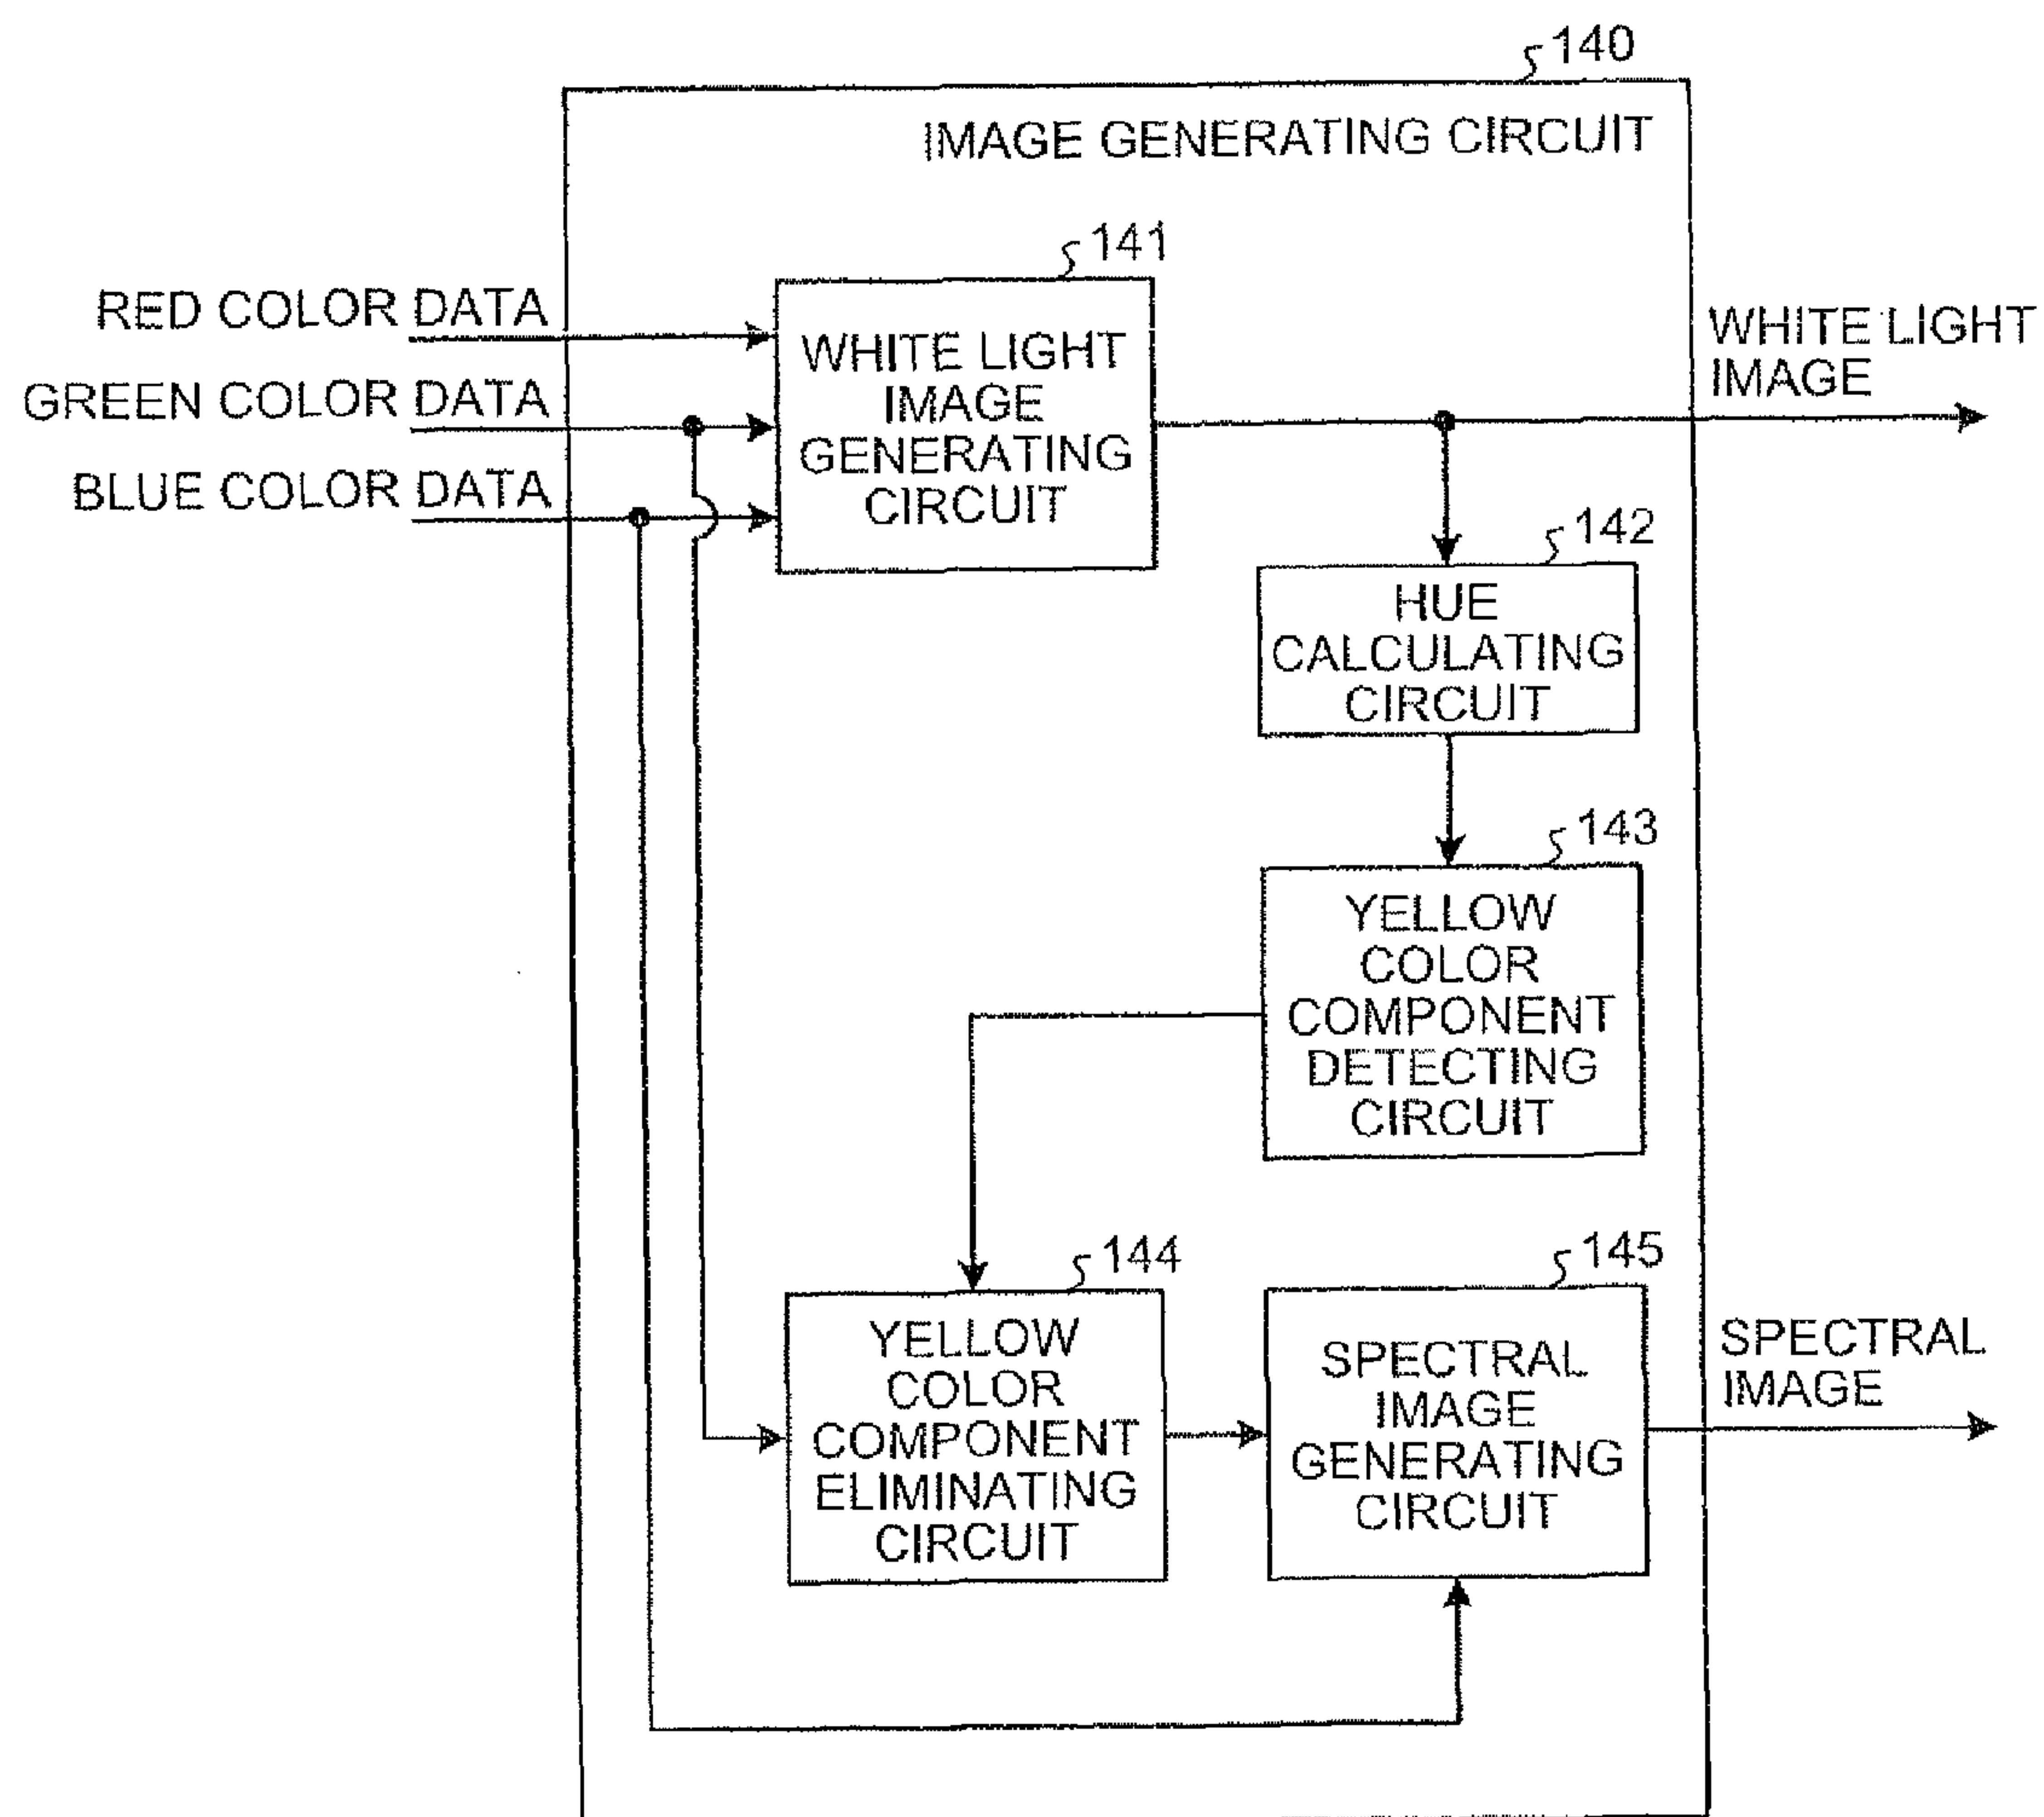 140
IMAGE GENERATING CIRCUIT
141
RED COLOR DATA
GREEN COLOR DATA
BLUE COLOR DATA
WHITE LIGHT
IMAGE
GENERATING
CIRCUIT
WHITE LIGHT
IMAGE
142
HUE
CALCULATING
CIRCUIT
143
YELLOW
COLOR
COMPONENT
DETECTING
CIRCUIT
144
YELLOW
COLOR
COMPONENT
ELIMINATING
CIRCUIT
145
SPECTRAL
IMAGE
GENERATING
CIRCUIT
SPECTRAL
IMAGE